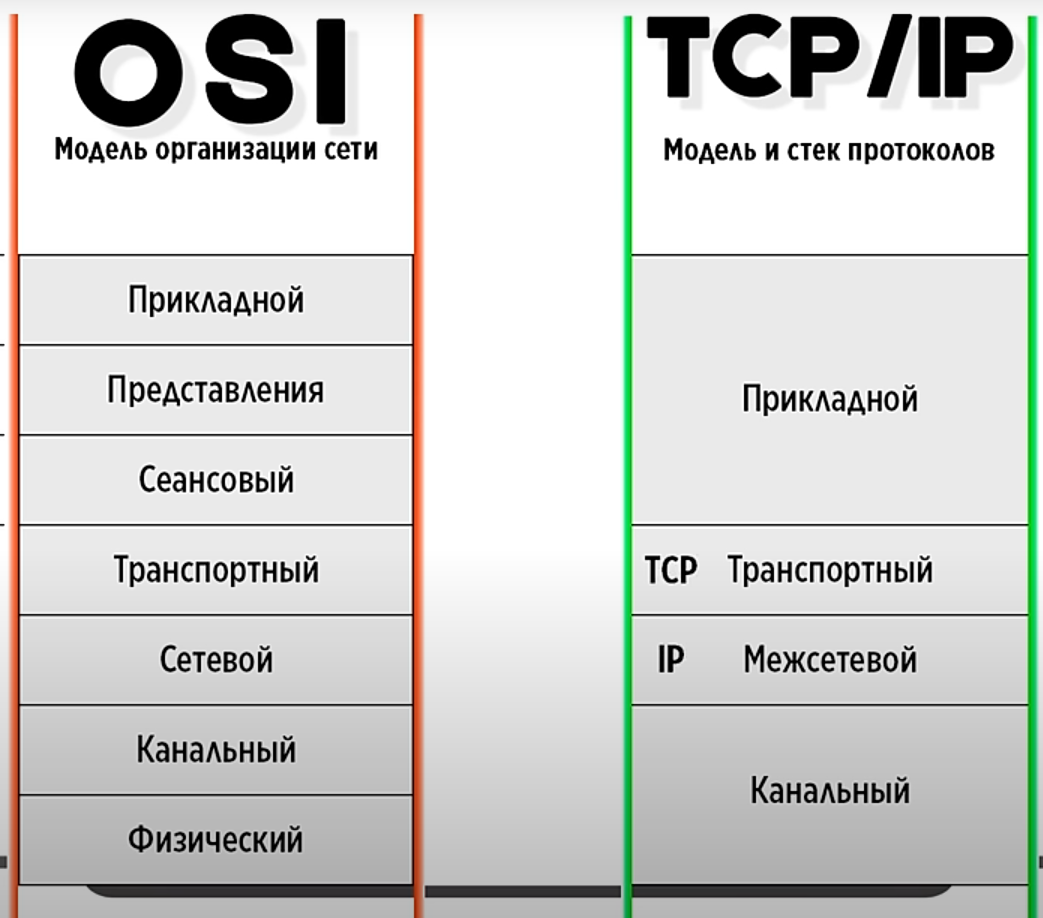 OSI
Модель организации сети
Прикладной
Представления
Сеансовый
Транспортный
Сетевой
Канальный
Физический
TCP/IP
Модель и стек протоколов
Прикладной
TCP Транспортный
IP Межсетевой
Канальный